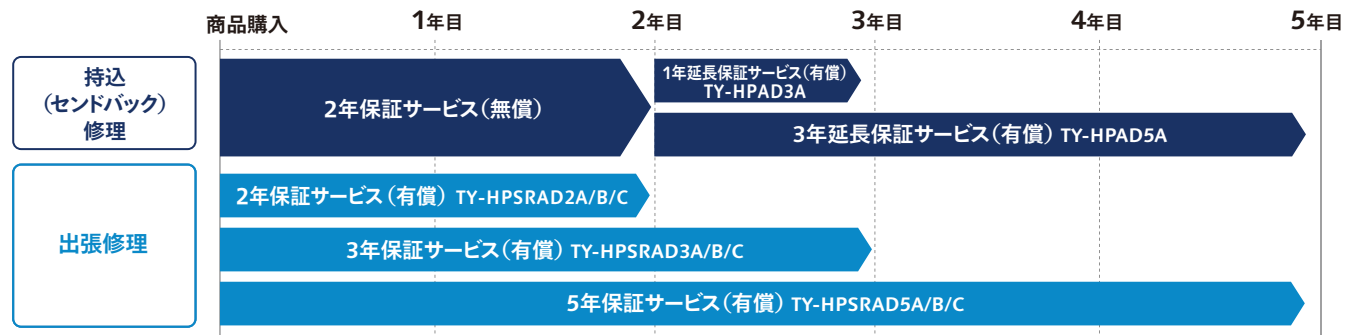 商品購入 1年目 2年目 3年目 4年目 5年目
持込
(センドバック)
修理
2年保証サービス(無償)
1年延長保証サービス(有償)
TY-HPAD3A
3年延長保証サービス(有償) TY-HPAD5A
出張修理
2年保証サービス(有償) TY-HPSRAD2A/B/C
3年保証サービス(有償) TY-HPSRAD3A/B/C
5年保証サービス(有償) TY-HPSRAD5A/B/C